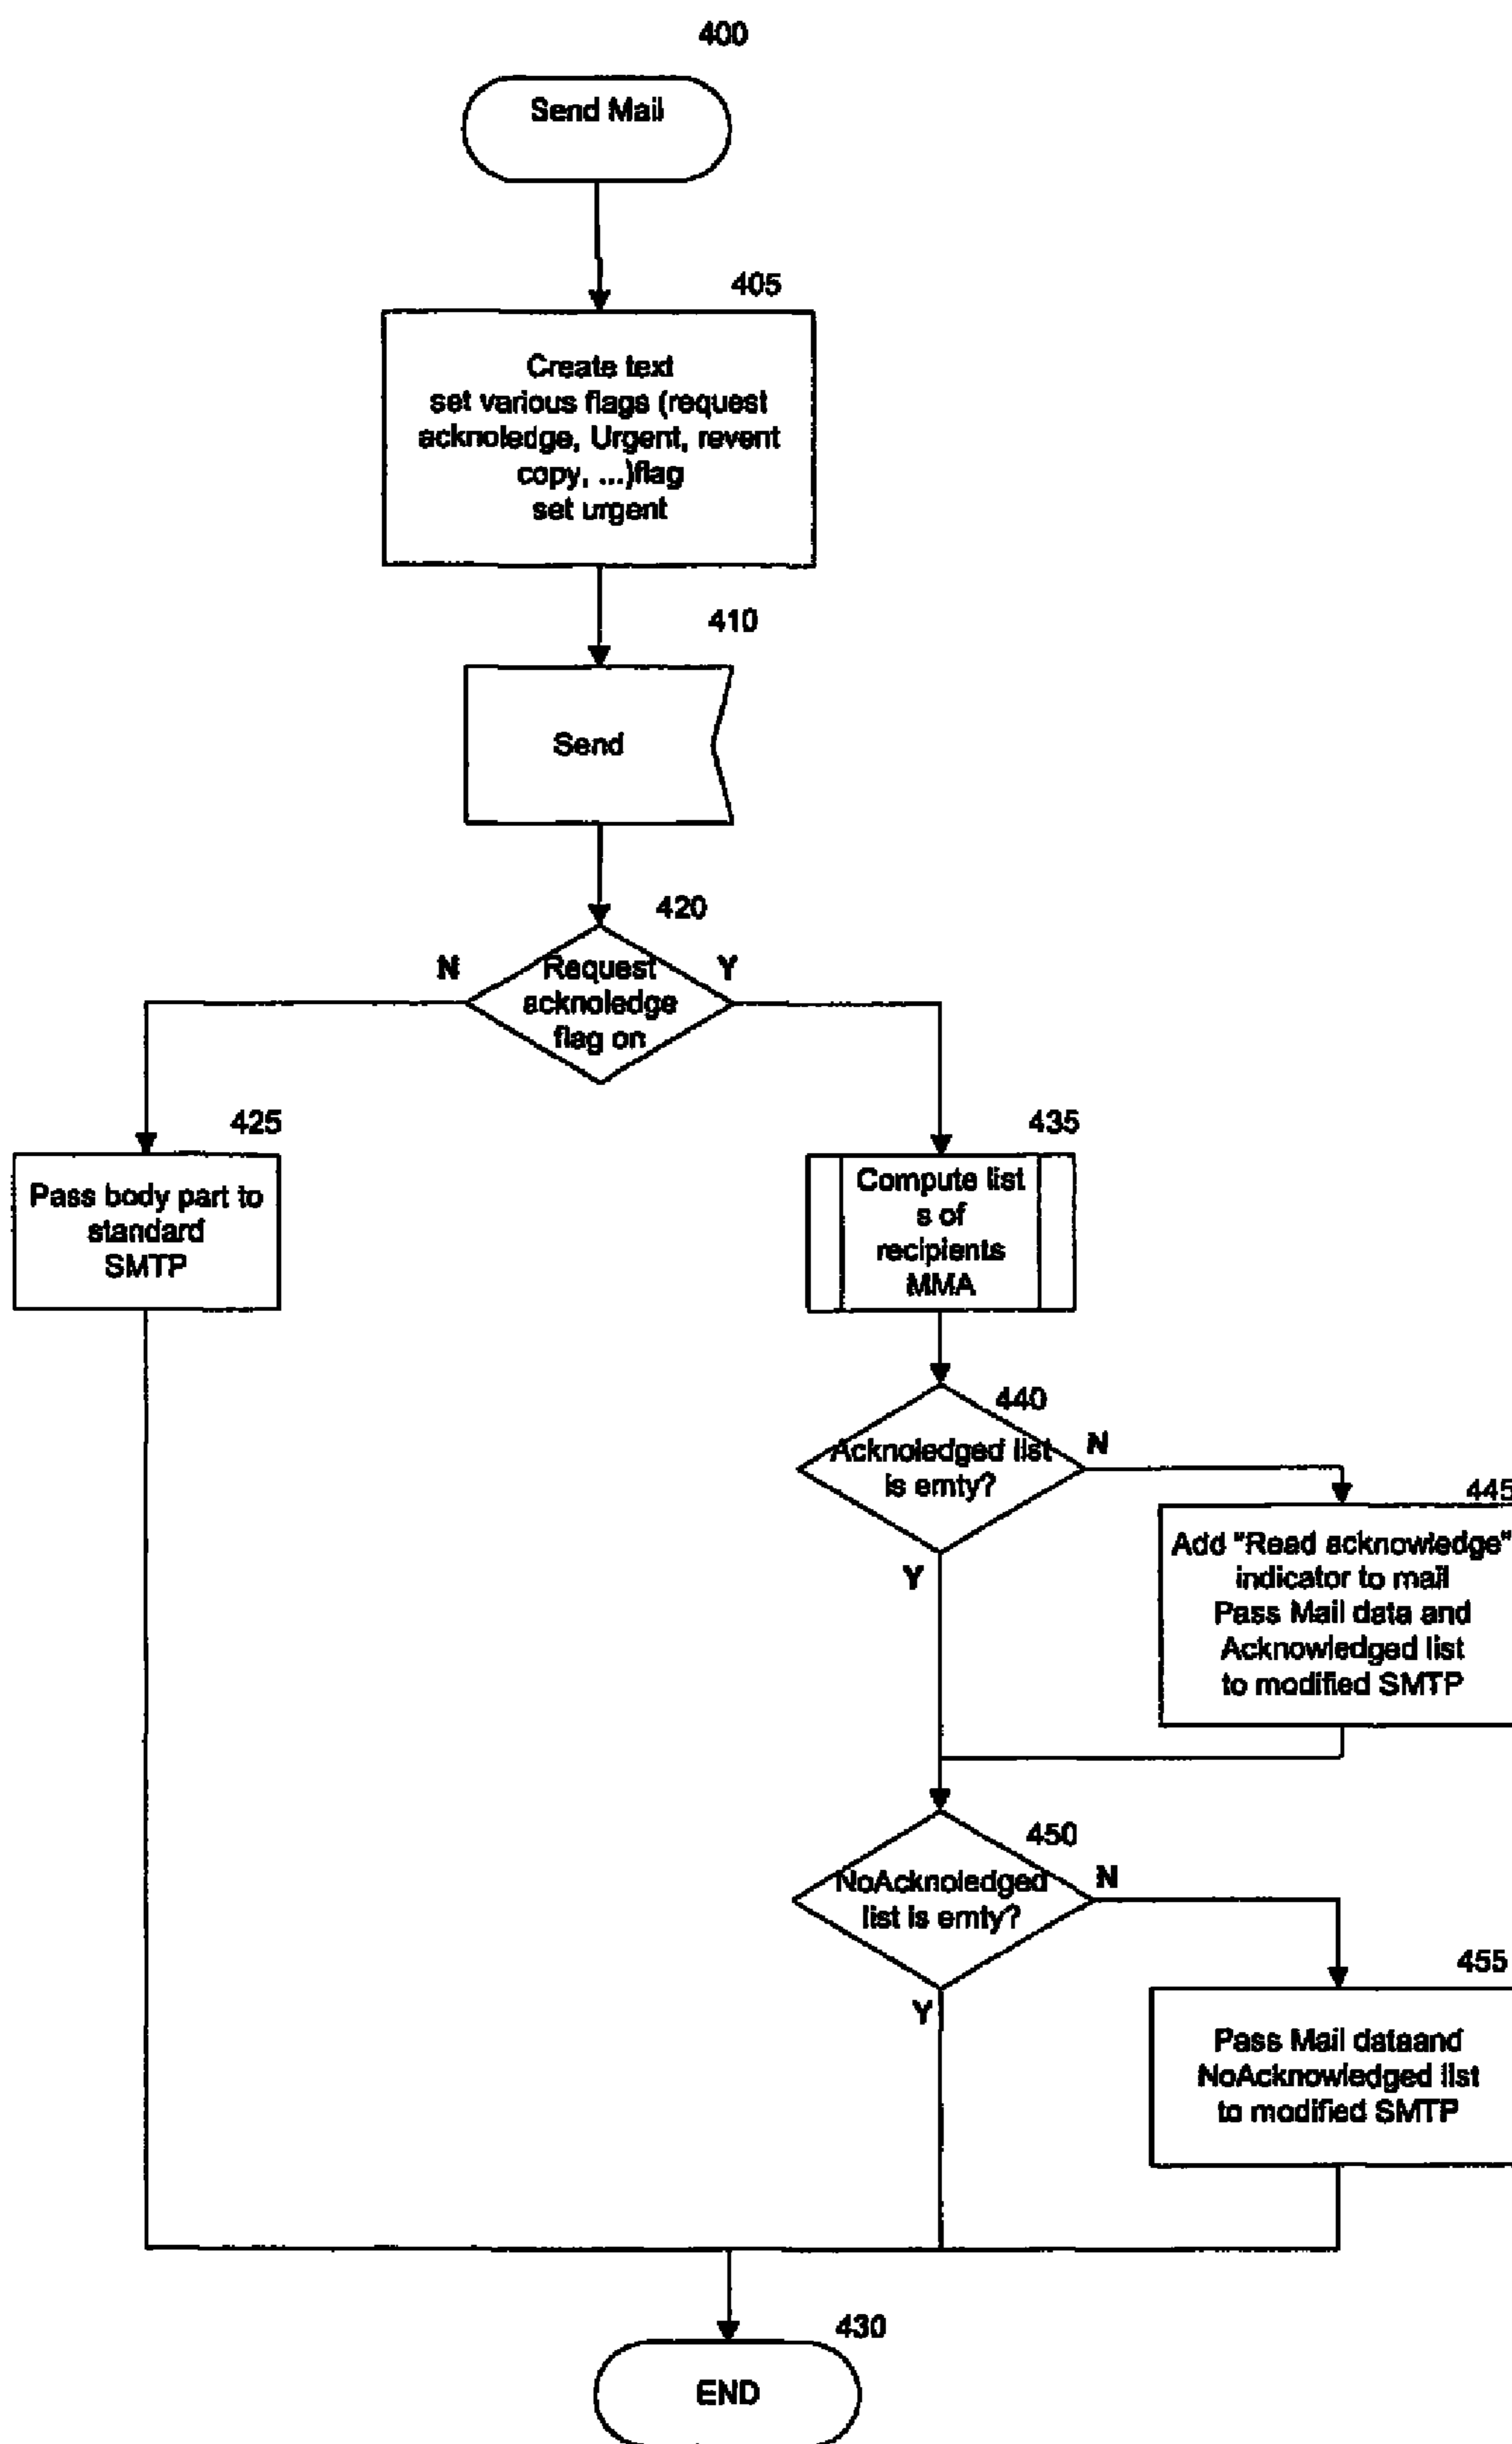 400
Send Mail
405
Create text
set various flags (request
acknoledge, Urgent, revent
copy, ...)flag
set urgent
410
Send
420
N
Request
acknoledge
flag on
Y
425
Pass body part to
standard
SMTP
435
Compute list
s of
recipients
MMA
440
Acknoledged list
is emty?
N
Y
445
Add "Read acknowledge"
indicator to mail
Pass Mail data and
Acknowledged list
to modified SMTP
450
NoAcknoledged
list is emty?
N
Y
455
Pass Mail dataand
NoAcknowledged list
to modified SMTP
430
END